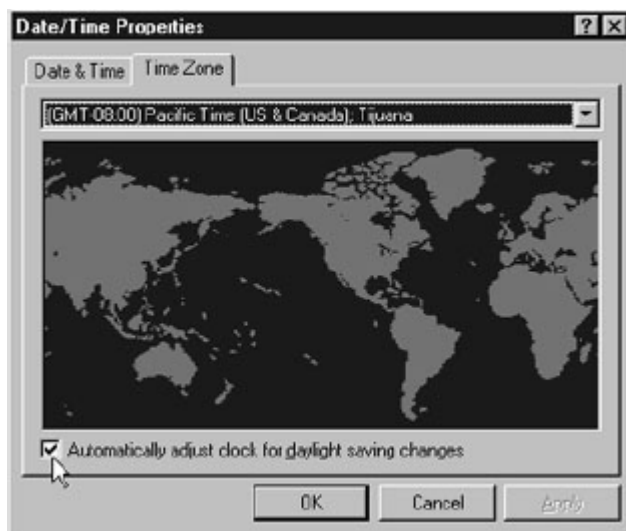 Date/Time Properties
? ×
Date & Time
Time Zone
(GMT-08:00) Pacific Time (US & Canada); Tijuana
Automatically adjust clock for daylight saving changes
OK
Cancel
Apply